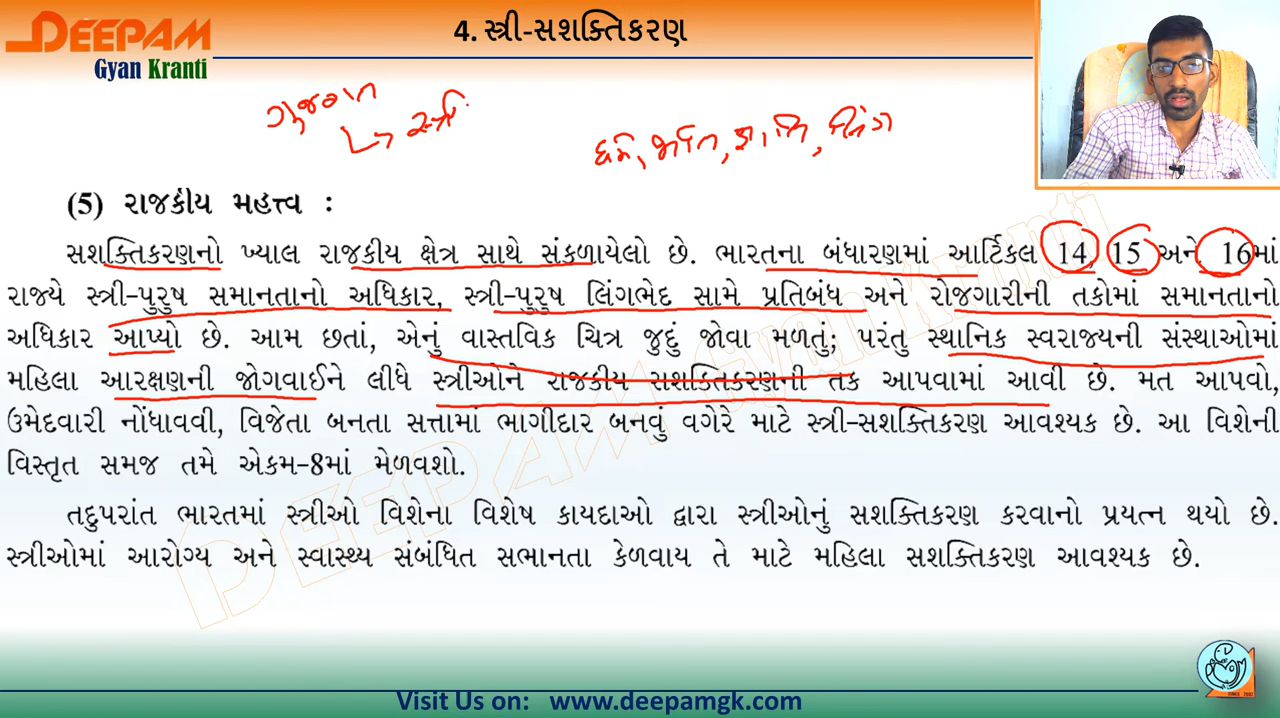 DEEPAM
Gyan Kranti
4. સ્ત્રી-સશક્તિકરણ
ગુજરાત
સ્ત્રી
ધર્મ, જાતિ, જ્ઞાતિ, લિંગ
(5) રાજકીય મહત્ત્વ :
સશક્તિકરણનો ખ્યાલ રાજકીય ક્ષેત્ર સાથે સંકળાયેલો છે. ભારતના બંધારણમાં આર્ટિકલ 14, 15 અને 16માં
રાજ્યે સ્ત્રી-પુરુષ સમાનતાનો અધિકાર, સ્ત્રી-પુરુષ લિંગભેદ સામે પ્રતિબંધ અને રોજગારીની તકોમાં સમાનતાનો
અધિકાર આપ્યો છે. આમ છતાં, એનું વાસ્તવિક ચિત્ર જુદું જોવા મળતું; પરંતુ સ્થાનિક સ્વરાજ્યની સંસ્થાઓમાં
મહિલા આરક્ષણની જોગવાઈને લીધે સ્ત્રીઓને રાજકીય સશક્તિકરણની તક આપવામાં આવી છે. મત આપવો,
ઉમેદવારી નોંધાવવી, વિજેતા બનતા સત્તામાં ભાગીદાર બનવું વગેરે માટે સ્ત્રી-સશક્તિકરણ આવશ્યક છે. આ વિશેની
વિસ્તૃત સમજ તમે એકમ-8માં મેળવશો.
તદુપરાંત ભારતમાં સ્ત્રીઓ વિશેના વિશેષ કાયદાઓ દ્વારા સ્ત્રીઓનું સશક્તિકરણ કરવાનો પ્રયત્ન થયો છે.
સ્ત્રીઓમાં આરોગ્ય અને સ્વાસ્થ્ય સંબંધિત સભાનતા કેળવાય તે માટે મહિલા સશક્તિકરણ આવશ્યક છે.
DEEPAM Gyan Kranti
Visit Us on: www.deepamgk.com